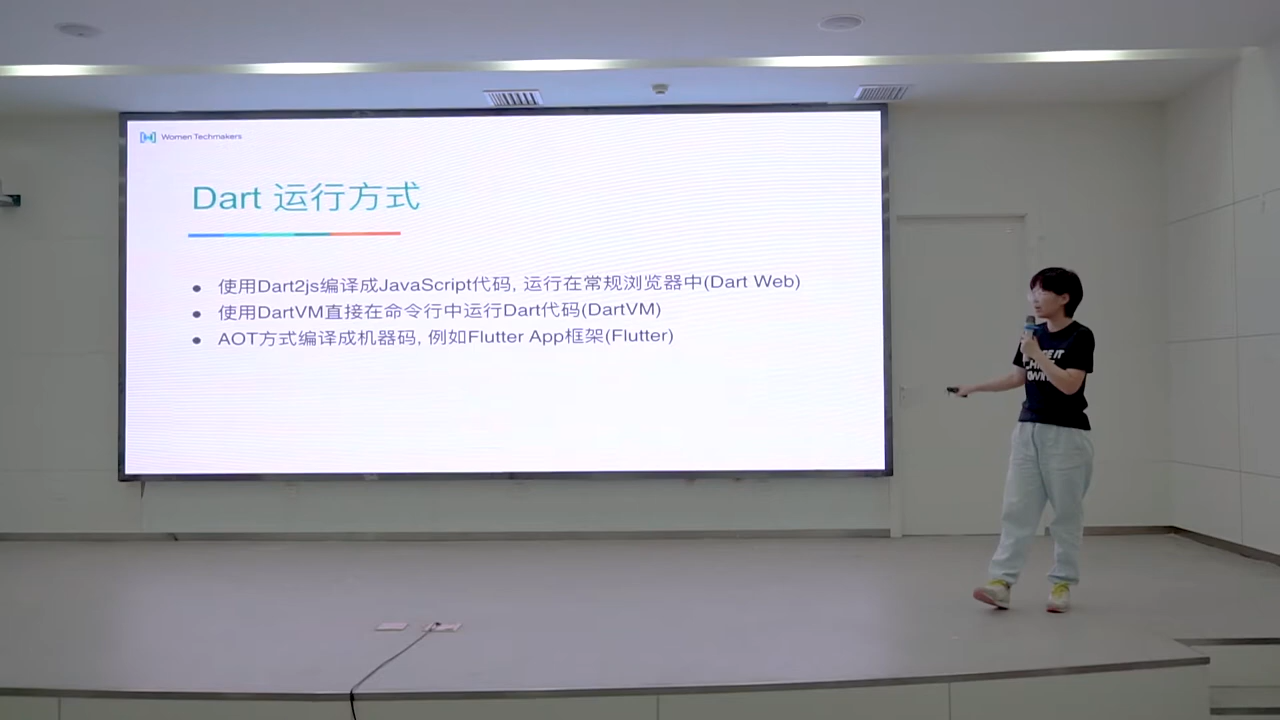 Women Techmakers
Dart 运行方式
● 使用Dart2js编译成JavaScript代码, 运行在常规浏览器中(Dart Web)
● 使用DartVM直接在命令行中运行Dart代码(DartVM)
● AOT方式编译成机器码, 例如Flutter App框架(Flutter)